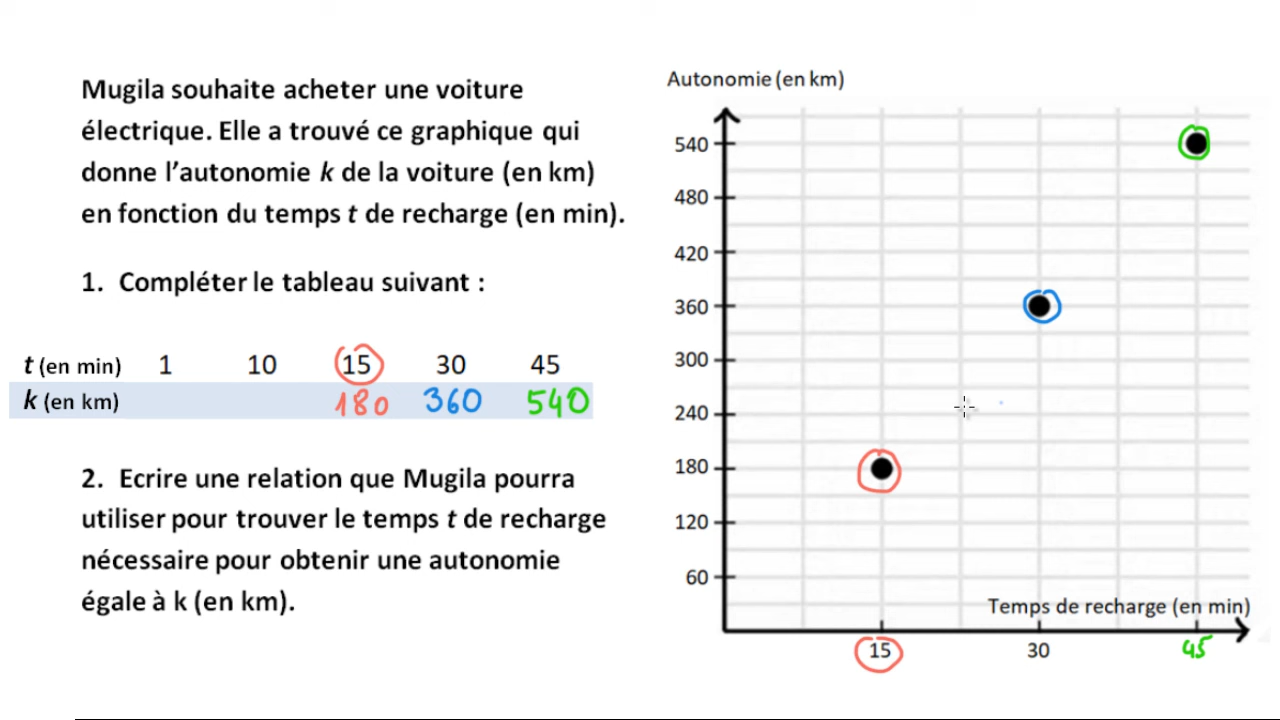 Mugila souhaite acheter une voiture
électrique. Elle a trouvé ce graphique qui
donne l’autonomie k de la voiture (en km)
en fonction du temps t de recharge (en min).
1. Compléter le tableau suivant :
t (en min) 1 10 15 30 45
k (en km) 180 360 540
2. Ecrire une relation que Mugila pourra
utiliser pour trouver le temps t de recharge
nécessaire pour obtenir une autonomie
égale à k (en km).
Autonomie (en km)
540
480
420
360
300
240
180
120
60
Temps de recharge (en min)
15 30 45